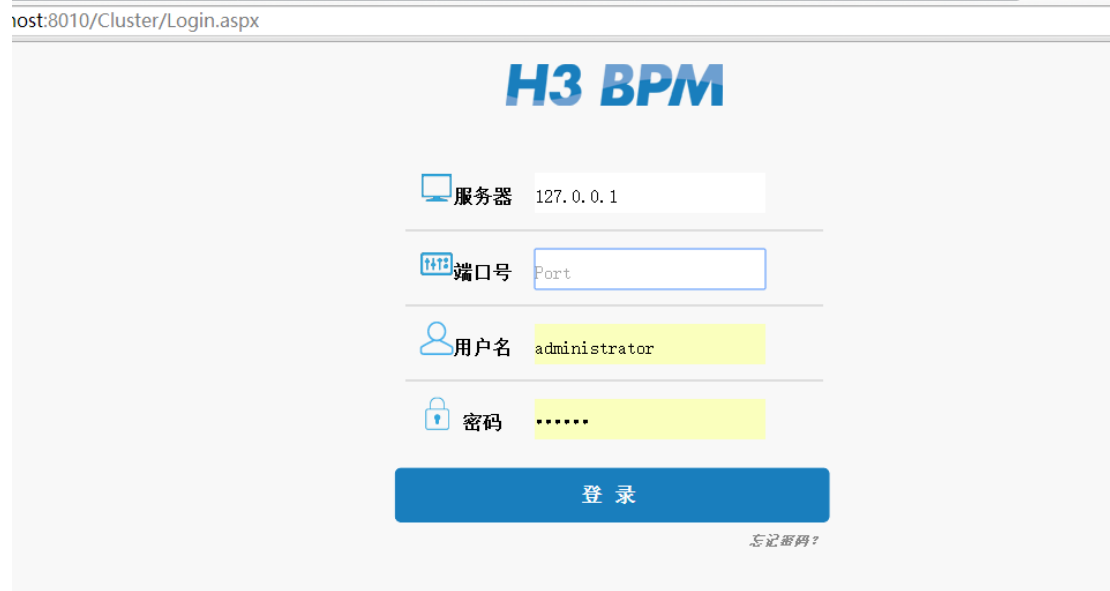 host:8010/Cluster/Login.aspx
H3 BPM
服务器 127.0.0.1
端口号 Port
用户名 administrator
密码 ••••••
登 录
忘记密码?